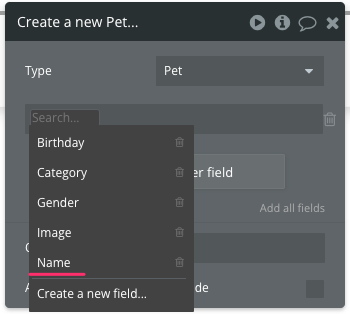 Create a new Pet...
Type
Pet
Search...
Birthday
Category
er field
Gender
Add all fields
Image
Name
Create a new field...
de